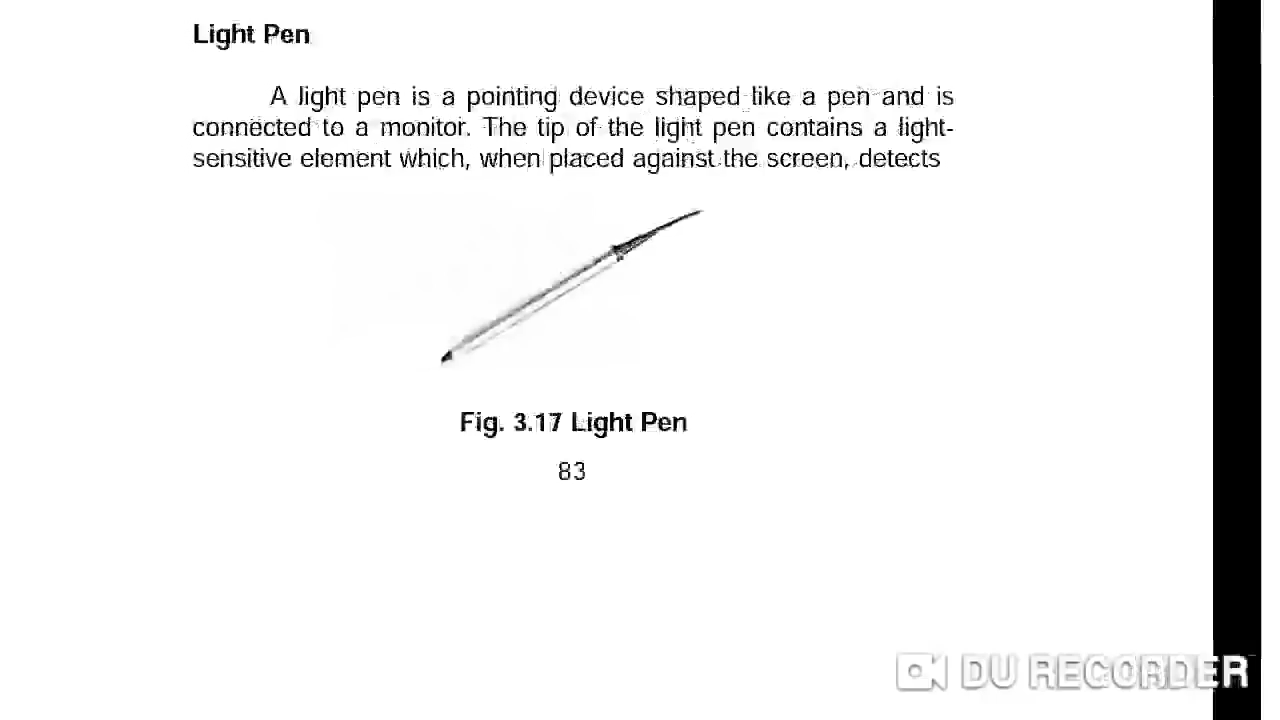 Light Pen
A light pen is a pointing device shaped like a pen and is
connected to a monitor. The tip of the light pen contains a light-
sensitive element which, when placed against the screen, detects
Fig. 3.17 Light Pen
83
DU RECORDER